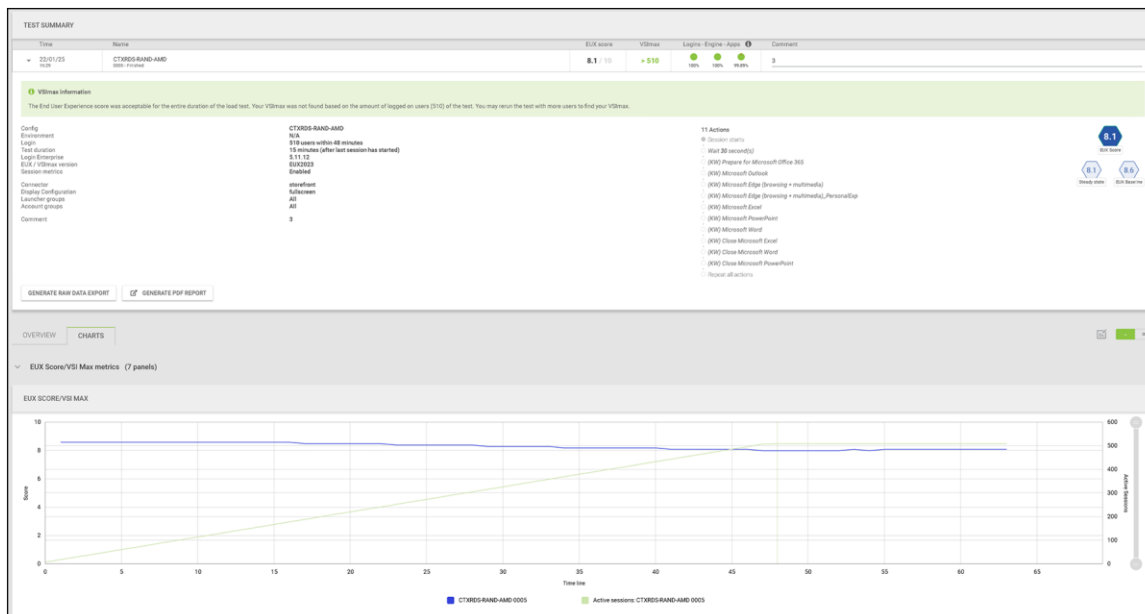 TEST SUMMARY
Time Name EUX score VSImax Logins - Engine - Apps Comment
22/01/25 CTXRDS-RAND-AMD 8.1 / 10 > 510 3
0005 - Finished 100% 100% 99.89%
VSImax information
The End User Experience score was acceptable for the entire duration of the load test. Your VSImax was not found based on the amount of logged on users (510) of the test. You may rerun the test with more users to find your VSImax.
Config CTXRDS-RAND-AMD
Environment N/A
Login 510 users within 48 minutes
Test duration 15 minutes (after last session has started)
Login Enterprise 5.11.12
EUX / VSImax version EUX2023
Session metrics Enabled
Connector storefront
Display Configuration fullscreen
Launcher groups All
Account groups All
Comment 3
11 Actions
Session starts
Wait 30 second(s)
(KW) Prepare for Microsoft Office 365
(KW) Microsoft Outlook
(KW) Microsoft Edge (browsing + multimedia)
(KW) Microsoft Edge (browsing + multimedia)_PersonalExp
(KW) Microsoft Excel
(KW) Microsoft PowerPoint
(KW) Microsoft Word
(KW) Close Microsoft Excel
(KW) Close Microsoft Word
(KW) Close Microsoft PowerPoint
Repeat all actions
8.1
EUX Score
8.1 8.6
Steady state EUX Baseline
GENERATE RAW DATA EXPORT GENERATE PDF REPORT
OVERVIEW CHARTS
EUX Score/VSI Max metrics (7 panels)
EUX SCORE/VSI MAX
10 600
8 500
400
6
300
4
200
2
100
0 0
Score
Active Sessions
0 5 10 15 20 25 30 35 40 45 50 55 60 65
Time line
CTXRDS-RAND-AMD 0005 Active sessions: CTXRDS-RAND-AMD 0005